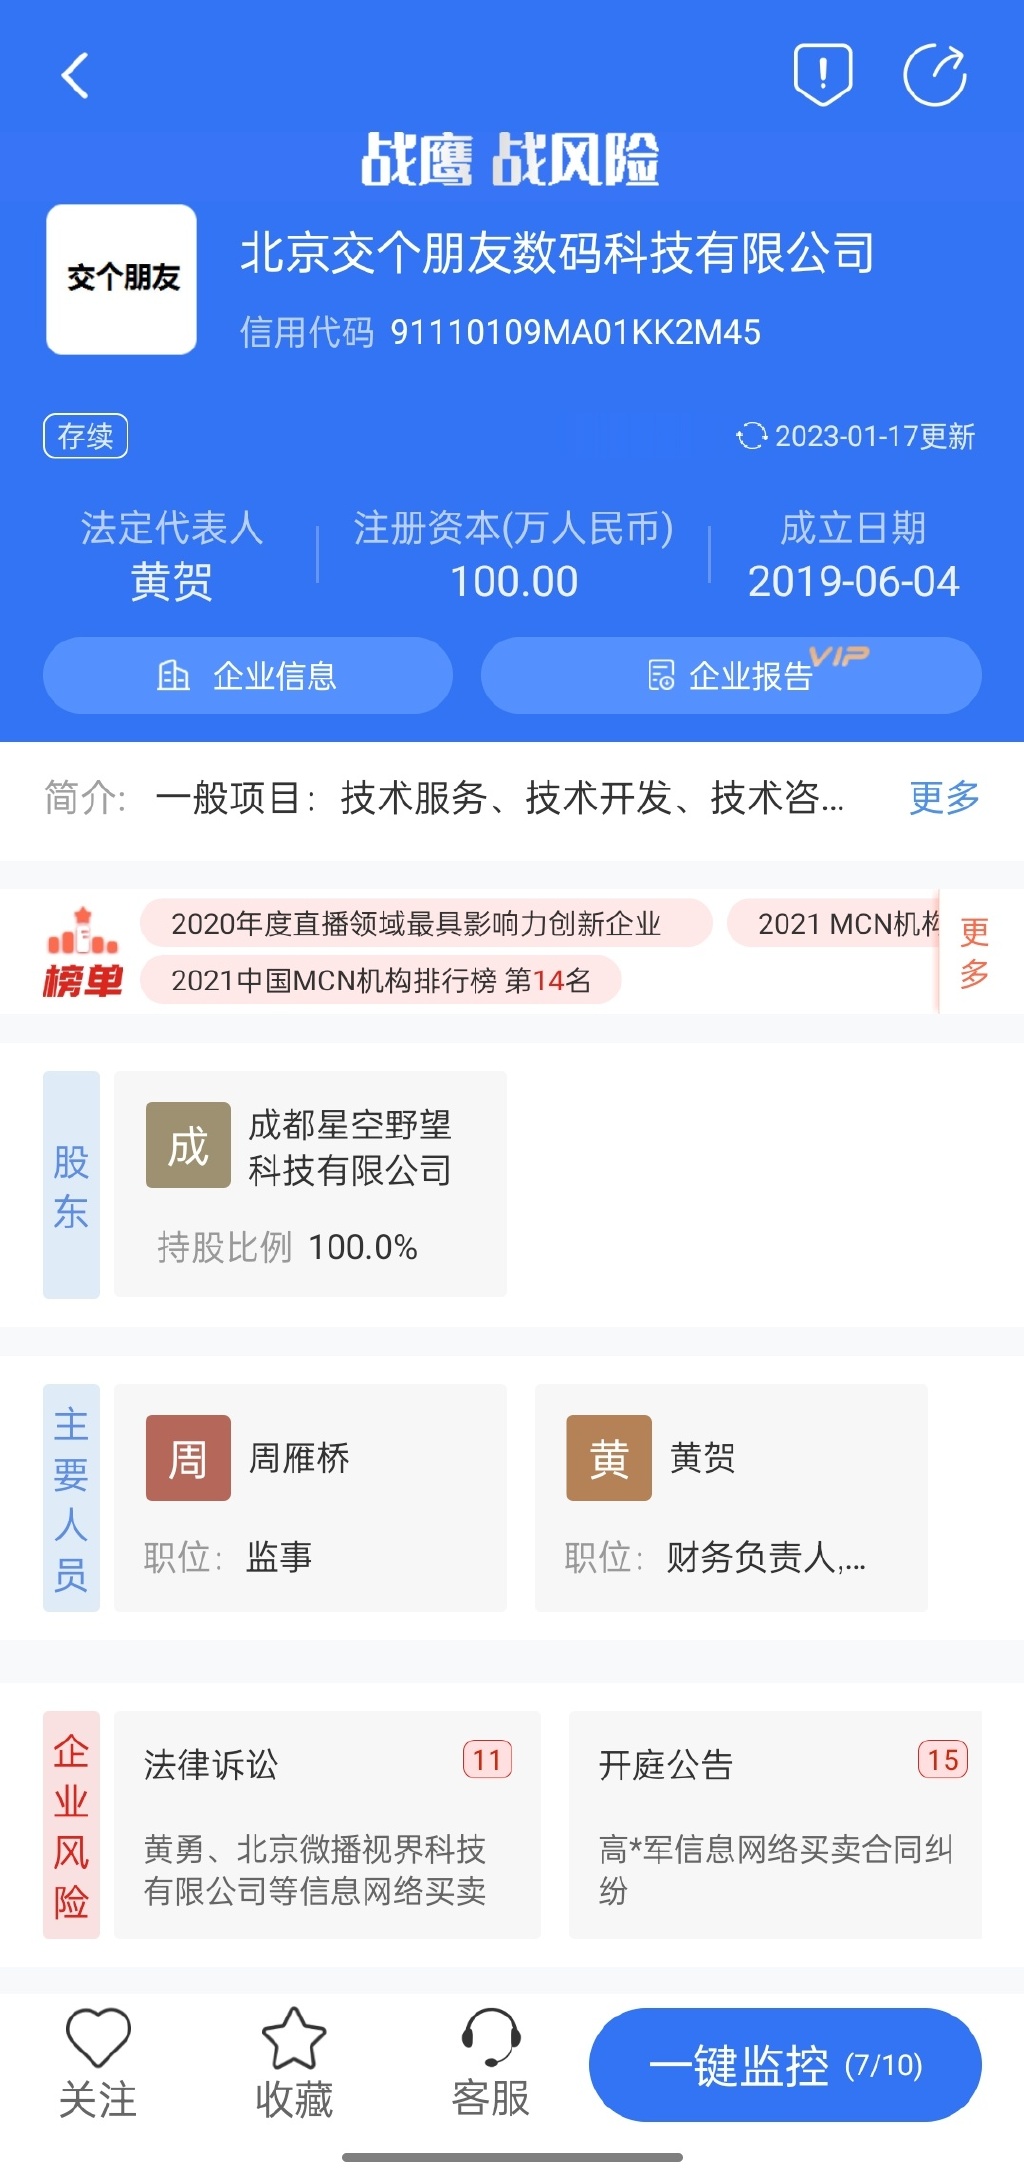 战鹰 战风险
交个朋友
北京交个朋友数码科技有限公司
信用代码 91110109MA01KK2M45
存续
2023-01-17更新
法定代表人
黄贺
注册资本(万人民币)
100.00
成立日期
2019-06-04
企业信息
企业报告
VIP
简介: 一般项目：技术服务、技术开发、技术咨...
更多
榜单
2020年度直播领域最具影响力创新企业
2021 MCN机构
2021中国MCN机构排行榜 第14名
更多
股东
成
成都星空野望
科技有限公司
持股比例 100.0%
主要人员
周
周雁桥
职位: 监事
黄
黄贺
职位: 财务负责人,...
企业风险
法律诉讼
11
黄勇、北京微播视界科技
有限公司等信息网络买卖
开庭公告
15
高*军信息网络买卖合同纠
纷
关注
收藏
客服
一键监控 (7/10)